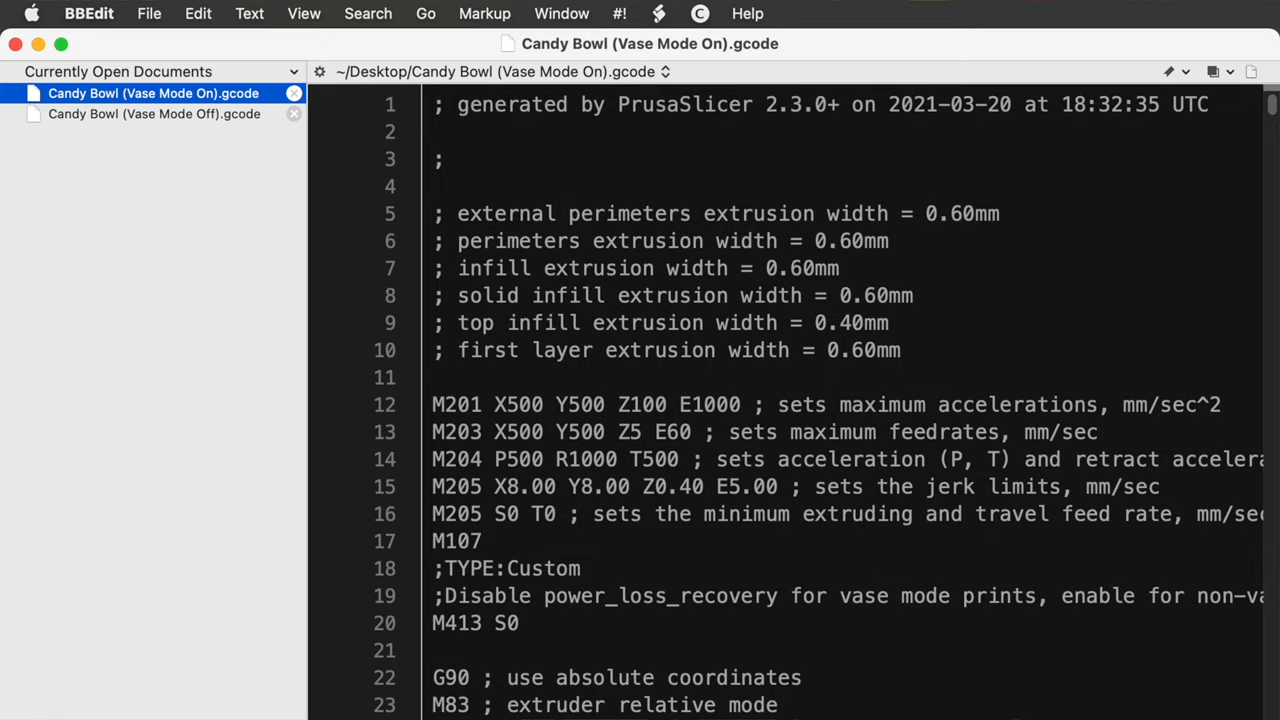 BBEdit File Edit Text View Search Go Markup Window #! Help
Candy Bowl (Vase Mode On).gcode
Currently Open Documents
~/Desktop/Candy Bowl (Vase Mode On).gcode
Candy Bowl (Vase Mode On).gcode
Candy Bowl (Vase Mode Off).gcode
1 ; generated by PrusaSlicer 2.3.0+ on 2021-03-20 at 18:32:35 UTC
2
3 ;
4
5 ; external perimeters extrusion width = 0.60mm
6 ; perimeters extrusion width = 0.60mm
7 ; infill extrusion width = 0.60mm
8 ; solid infill extrusion width = 0.60mm
9 ; top infill extrusion width = 0.40mm
10 ; first layer extrusion width = 0.60mm
11
12 M201 X500 Y500 Z100 E1000 ; sets maximum accelerations, mm/sec^2
13 M203 X500 Y500 Z5 E60 ; sets maximum feedrates, mm/sec
14 M204 P500 R1000 T500 ; sets acceleration (P, T) and retract accelera
15 M205 X8.00 Y8.00 Z0.40 E5.00 ; sets the jerk limits, mm/sec
16 M205 S0 T0 ; sets the minimum extruding and travel feed rate, mm/sec
17 M107
18 ;TYPE:Custom
19 ;Disable power_loss_recovery for vase mode prints, enable for non-va
20 M413 S0
21
22 G90 ; use absolute coordinates
23 M83 ; extruder relative mode